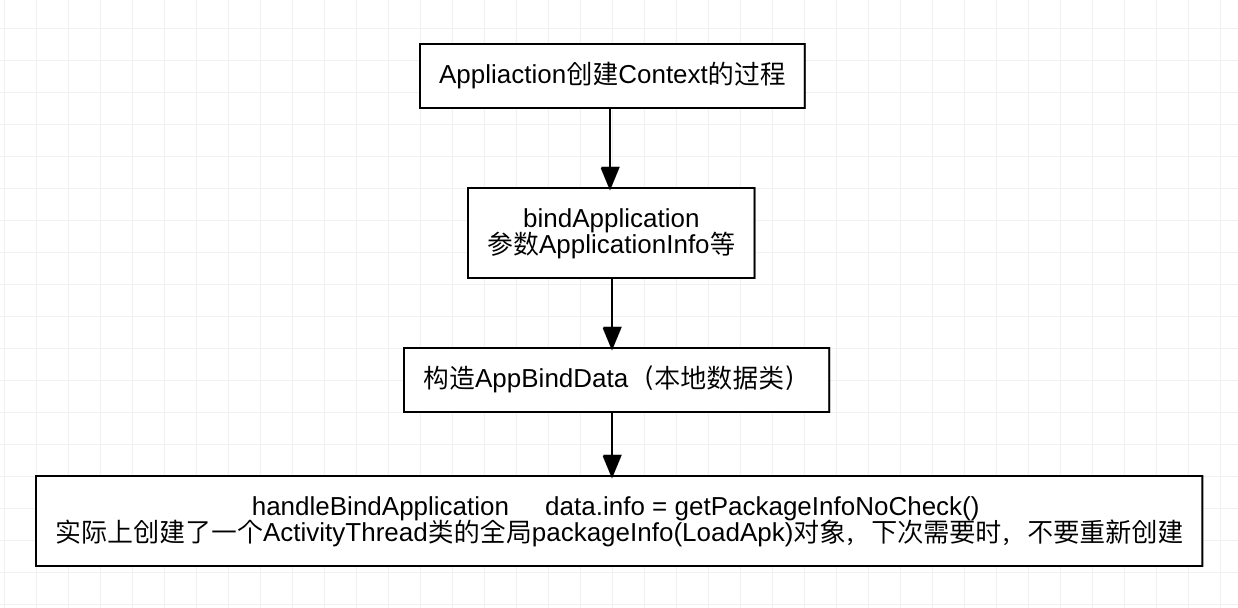 Appliaction创建Context的过程
bindApplication
参数ApplicationInfo等
构造AppBindData（本地数据类）
handleBindApplication     data.info = getPackageInfoNoCheck()
实际上创建了一个ActivityThread类的全局packageInfo(LoadApk)对象，下次需要时，不要重新创建